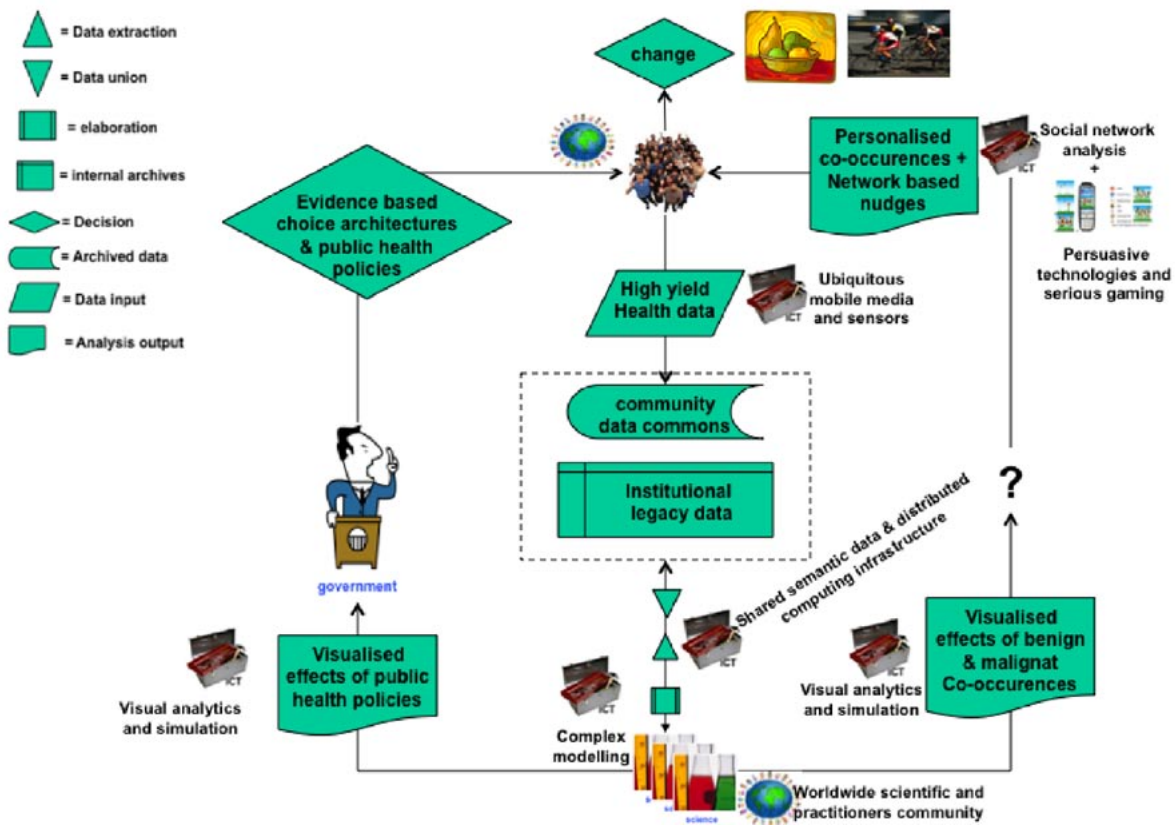 = Data extraction
= Data union
= elaboration
= internal archives
= Decision
= Archived data
= Data input
= Analysis output
change
Evidence based
choice architectures
& public health
policies
Personalised
co-occurences +
Network based
nudges
ICT
Social network
analysis
+
Persuasive
technologies and
serious gaming
High yield
Health data
ICT
Ubiquitous
mobile media
and sensors
community
data commons
Institutional
legacy data
?
Shared semantic data & distributed
computing infrastructure
ICT
government
Visualised
effects of public
health policies
ICT
Visual analytics
and simulation
Visualised
effects of benign
& malignat
Co-occurences
ICT
Visual analytics
and simulation
ICT
Complex
modelling
science
Worldwide scientific and
practitioners community